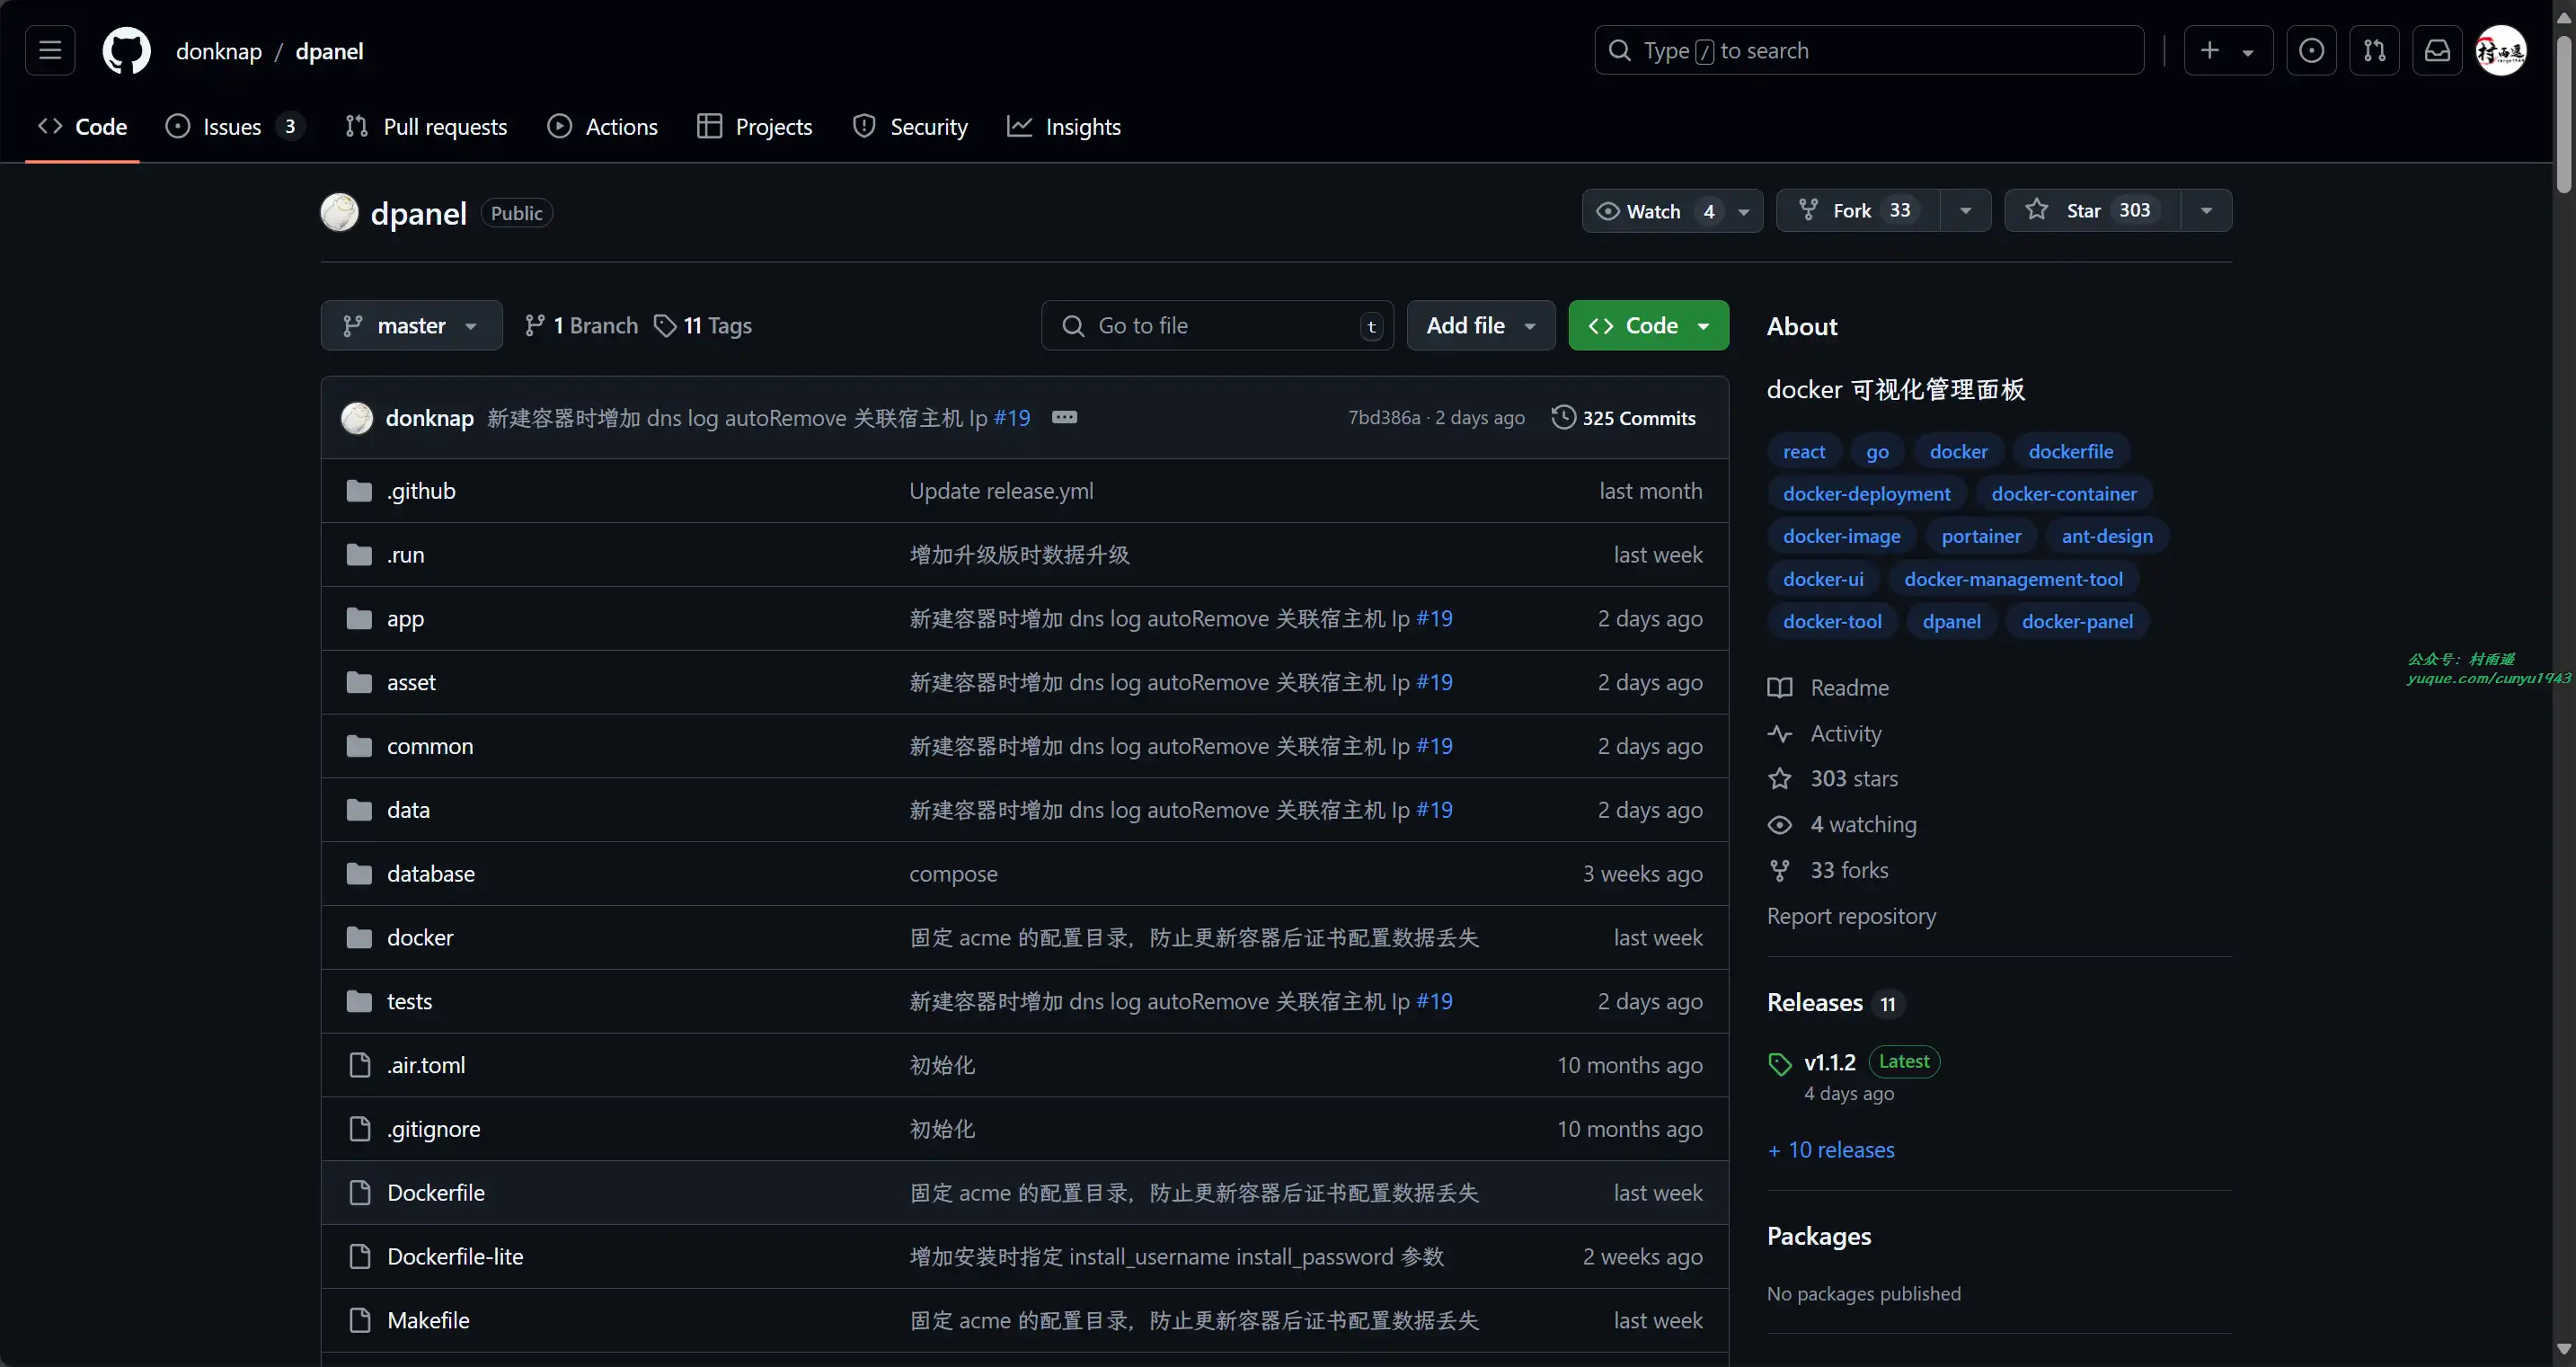 donknap / dpanel
Type / to search
Code
Issues 3
Pull requests
Actions
Projects
Security
Insights
dpanel Public
Watch 4
Fork 33
Star 303
master
1 Branch
11 Tags
Go to file t
Add file
Code
donknap 新建容器时增加 dns log autoRemove 关联宿主机 Ip #19
7bd386a · 2 days ago
325 Commits
.github Update release.yml last month
.run 增加升级版时数据升级 last week
app 新建容器时增加 dns log autoRemove 关联宿主机 Ip #19 2 days ago
asset 新建容器时增加 dns log autoRemove 关联宿主机 Ip #19 2 days ago
common 新建容器时增加 dns log autoRemove 关联宿主机 Ip #19 2 days ago
data 新建容器时增加 dns log autoRemove 关联宿主机 Ip #19 2 days ago
database compose 3 weeks ago
docker 固定 acme 的配置目录，防止更新容器后证书配置数据丢失 last week
tests 新建容器时增加 dns log autoRemove 关联宿主机 Ip #19 2 days ago
.air.toml 初始化 10 months ago
.gitignore 初始化 10 months ago
Dockerfile 固定 acme 的配置目录，防止更新容器后证书配置数据丢失 last week
Dockerfile-lite 增加安装时指定 install_username install_password 参数 2 weeks ago
Makefile 固定 acme 的配置目录，防止更新容器后证书配置数据丢失 last week
About
docker 可视化管理面板
react go docker dockerfile
docker-deployment docker-container
docker-image portainer ant-design
docker-ui docker-management-tool
docker-tool dpanel docker-panel
Readme
Activity
303 stars
4 watching
33 forks
Report repository
Releases 11
v1.1.2 Latest
4 days ago
+ 10 releases
Packages
No packages published
公众号：村雨遥
yuque.com/cunyu1943